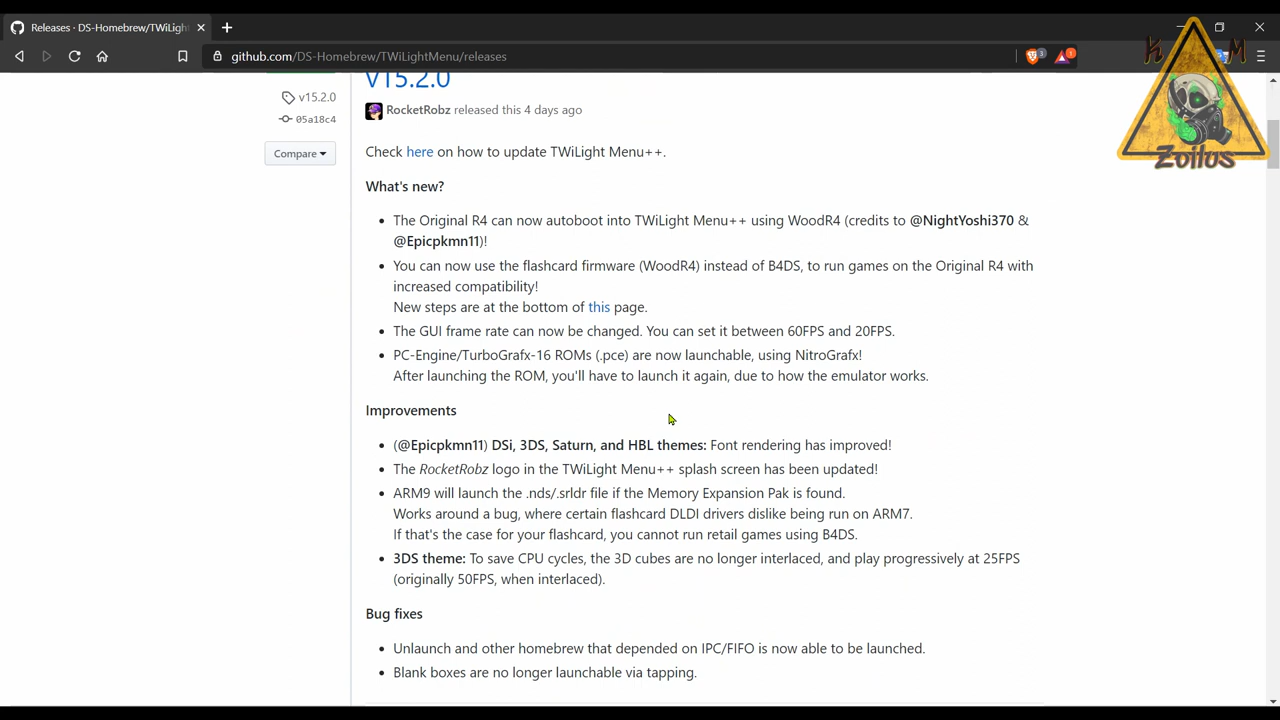 Releases · DS-Homebrew/TWiLight
github.com/DS-Homebrew/TWiLightMenu/releases
3
1
K M
Zoilus
v15.2.0
v15.2.0
RocketRobz released this 4 days ago
05a18c4
Compare
Check here on how to update TWiLight Menu++.
What's new?
The Original R4 can now autoboot into TWiLight Menu++ using WoodR4 (credits to @NightYoshi370 &
@Epicpkmn11)!
You can now use the flashcard firmware (WoodR4) instead of B4DS, to run games on the Original R4 with
increased compatibility!
New steps are at the bottom of this page.
The GUI frame rate can now be changed. You can set it between 60FPS and 20FPS.
PC-Engine/TurboGrafx-16 ROMs (.pce) are now launchable, using NitroGrafx!
After launching the ROM, you'll have to launch it again, due to how the emulator works.
Improvements
(@Epicpkmn11) DSi, 3DS, Saturn, and HBL themes: Font rendering has improved!
The RocketRobz logo in the TWiLight Menu++ splash screen has been updated!
ARM9 will launch the .nds/.srldr file if the Memory Expansion Pak is found.
Works around a bug, where certain flashcard DLDI drivers dislike being run on ARM7.
If that's the case for your flashcard, you cannot run retail games using B4DS.
3DS theme: To save CPU cycles, the 3D cubes are no longer interlaced, and play progressively at 25FPS
(originally 50FPS, when interlaced).
Bug fixes
Unlaunch and other homebrew that depended on IPC/FIFO is now able to be launched.
Blank boxes are no longer launchable via tapping.